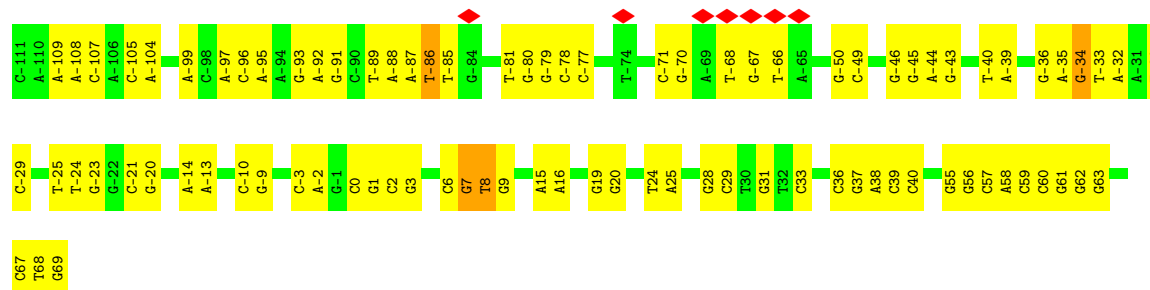 C-111 A-110 A-109 A-108 C-107 A-106 C-105 A-104 A-99 C-98 A-97 C-96 A-95 A-94 G-93 A-92 G-91 C-90 T-89 A-88 A-87 T-86 T-85 G-84 T-81 G-80 G-79 C-78 C-77 T-74 C-71 G-70 A-69 T-68 G-67 T-66 A-65 G-50 C-49 G-46 G-45 A-44 G-43 T-40 A-39 G-36 A-35 G-34 T-33 A-32 A-31
C-29 T-25 T-24 G-23 G-22 C-21 G-20 A-14 A-13 C-10 G-9 C-3 A-2 G-1 C0 G1 C2 G3 C6 G7 T8 G9 A15 A16 G19 G20 T24 A25 G28 C29 T30 G31 T32 C33 C36 G37 A38 C39 C40 G55 G56 C57 A58 C59 C60 G61 G62 G63
C67 T68 G69